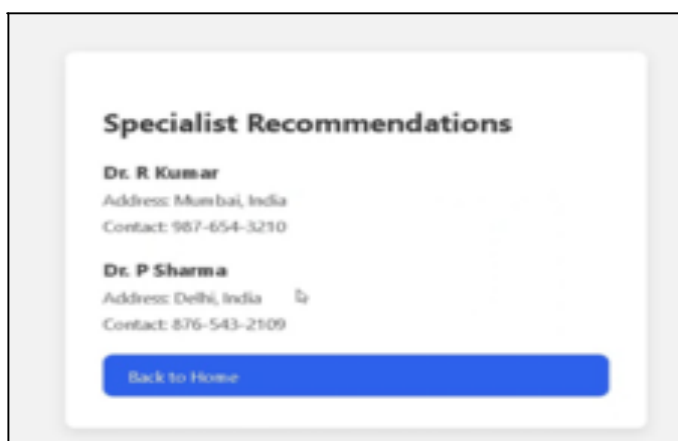 Specialist Recommendations
Dr. R Kumar
Address: Mumbai, India
Contact: 987-654-3210
Dr. P Sharma
Address: Delhi, India
Contact: 876-543-2109
Back to Home